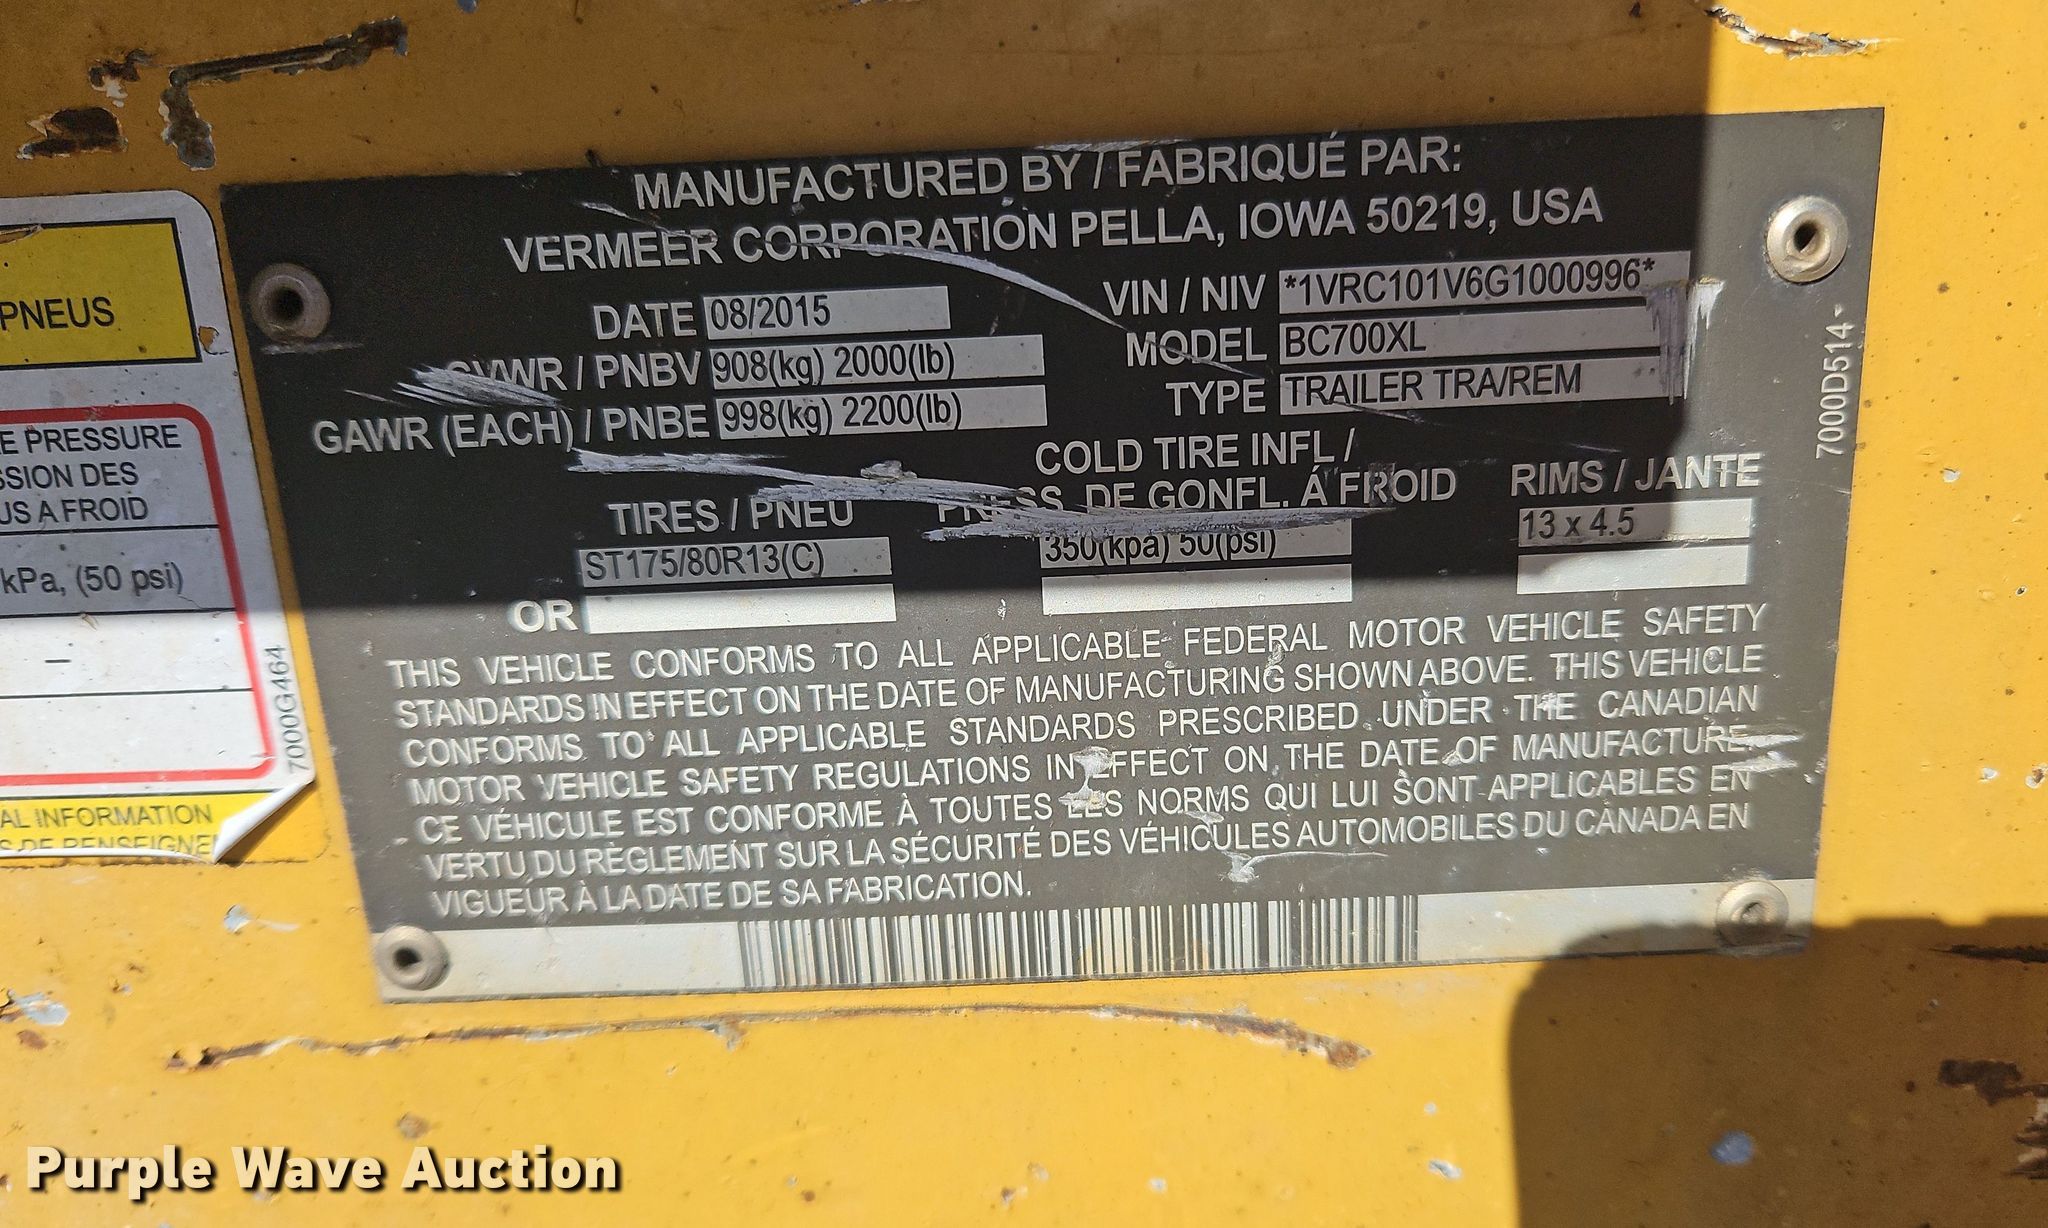 MANUFACTURED BY / FABRIQUÉ PAR:
VERMEER CORPORATION PELLA, IOWA 50219, USA
DATE 08/2015
VIN / NIV *1VRC101V6G1000996*
GVWR / PNBV 908(kg) 2000(lb)
MODEL BC700XL
GAWR (EACH) / PNBE 998(kg) 2200(lb)
TYPE TRAILER TRA/REM
TIRES / PNEU
COLD TIRE INFL /
PRESS. DE GONFL. Á FROID
RIMS / JANTE
ST175/80R13(C)
350(kpa) 50(psi)
13 x 4.5
OR
THIS VEHICLE CONFORMS TO ALL APPLICABLE FEDERAL MOTOR VEHICLE SAFETY
STANDARDS IN EFFECT ON THE DATE OF MANUFACTURING SHOWN ABOVE. THIS VEHICLE
CONFORMS TO ALL APPLICABLE STANDARDS PRESCRIBED UNDER THE CANADIAN
MOTOR VEHICLE SAFETY REGULATIONS IN EFFECT ON THE DATE OF MANUFACTURE.
CE VÉHICULE EST CONFORME À TOUTES LES NORMS QUI LUI SONT APPLICABLES EN
VERTU DU RÈGLEMENT SUR LA SÉCURITÉ DES VÉHICULES AUTOMOBILES DU CANADA EN
VIGUEUR À LA DATE DE SA FABRICATION.
7000D514
PNEUS
E PRESSURE
SSION DES
US A FROID
kPa, (50 psi)
–
7000G464
AL INFORMATION
S DE RENSEIGNE
Purple Wave Auction